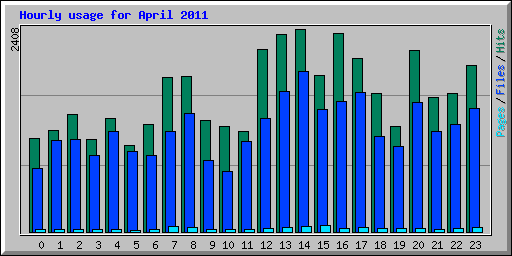 Hourly usage for April 2011
2408
Pages/Files/Hits
0 1 2 3 4 5 6 7 8 9 10 11 12 13 14 15 16 17 18 19 20 21 22 23